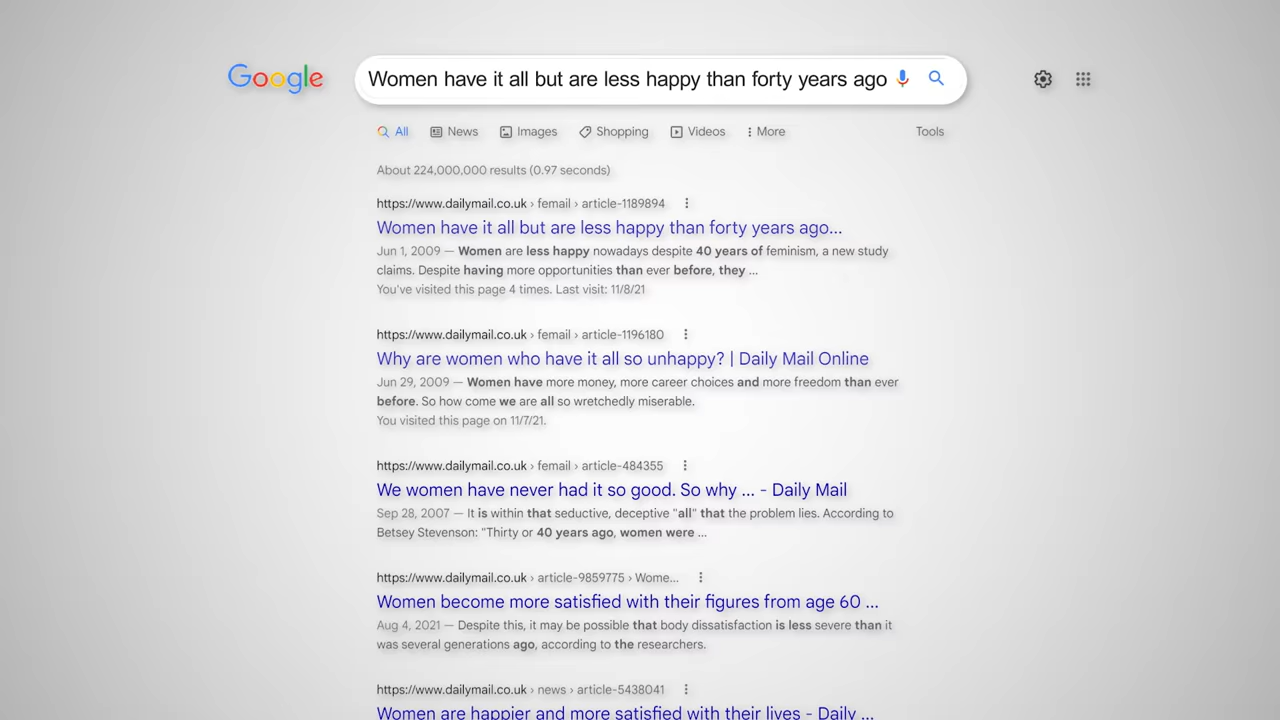 Google
Women have it all but are less happy than forty years ago
All News Images Shopping Videos More Tools
About 224,000,000 results (0.97 seconds)
https://www.dailymail.co.uk › femail › article-1189894
Women have it all but are less happy than forty years ago...
Jun 1, 2009 — Women are less happy nowadays despite 40 years of feminism, a new study
claims. Despite having more opportunities than ever before, they ...
You've visited this page 4 times. Last visit: 11/8/21
https://www.dailymail.co.uk › femail › article-1196180
Why are women who have it all so unhappy? | Daily Mail Online
Jun 29, 2009 — Women have more money, more career choices and more freedom than ever
before. So how come we are all so wretchedly miserable.
You visited this page on 11/7/21.
https://www.dailymail.co.uk › femail › article-484355
We women have never had it so good. So why ... - Daily Mail
Sep 28, 2007 — It is within that seductive, deceptive "all" that the problem lies. According to
Betsey Stevenson: "Thirty or 40 years ago, women were ...
https://www.dailymail.co.uk › article-9859775 › Wome...
Women become more satisfied with their figures from age 60 ...
Aug 4, 2021 — Despite this, it may be possible that body dissatisfaction is less severe than it
was several generations ago, according to the researchers.
https://www.dailymail.co.uk › news › article-5438041
Women are happier and more satisfied with their lives - Daily ...